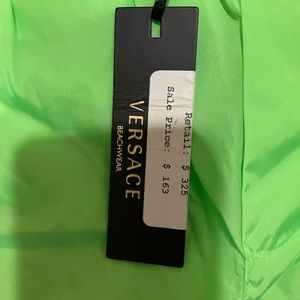 VERSACE
BEACHWEAR
Retail: $ 325
Sale Price: $ 163